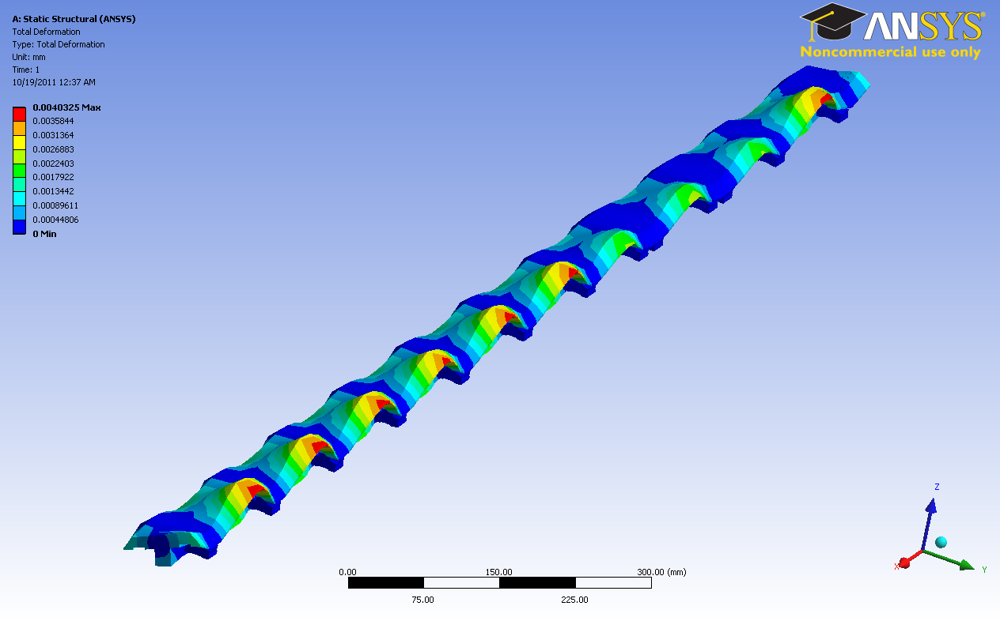 A: Static Structural (ANSYS)
Total Deformation
Type: Total Deformation
Unit: mm
Time: 1
10/19/2011 12:37 AM
0.0040325 Max
0.0035844
0.0031364
0.0026883
0.0022403
0.0017922
0.0013442
0.00089611
0.00044806
0 Min
ANSYS®
Noncommercial use only
0.00 150.00 300.00 (mm)
75.00 225.00
Z
X
Y